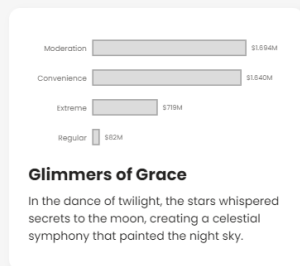 Moderation $1.694M
Convenience $1.640M
Extreme $719M
Regular $82M
Glimmers of Grace
In the dance of twilight, the stars whispered
secrets to the moon, creating a celestial
symphony that painted the night sky.